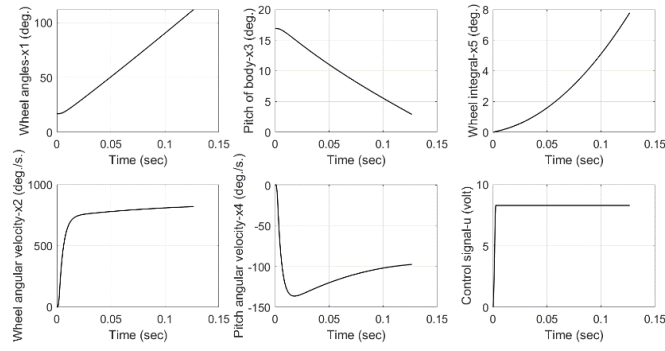 Wheel angles-x1 (deg.)
100
50
0
0 0.05 0.1 0.15
Time (sec)
Pitch of body-x3 (deg.)
20
15
10
5
0
0 0.05 0.1 0.15
Time (sec)
Wheel integral-x5 (deg.)
8
6
4
2
0
0 0.05 0.1 0.15
Time (sec)
Wheel angular velocity-x2 (deg./s.)
1000
500
0
0 0.05 0.1 0.15
Time (sec)
Pitch angular velocity-x4 (deg./s.)
0
-50
-100
-150
0 0.05 0.1 0.15
Time (sec)
Control signal-u (volt)
10
5
0
0 0.05 0.1 0.15
Time (sec)